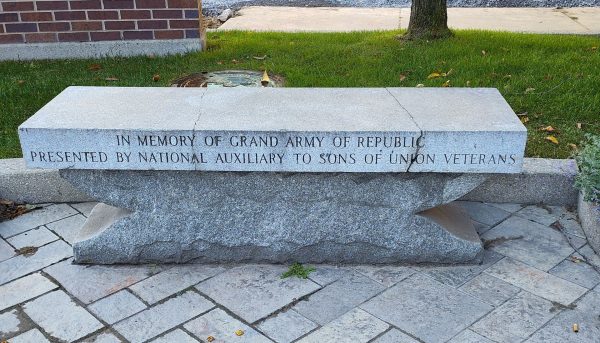 IN MEMORY OF GRAND ARMY OF REPUBLIC
PRESENTED BY NATIONAL AUXILIARY TO SONS OF UNION VETERANS